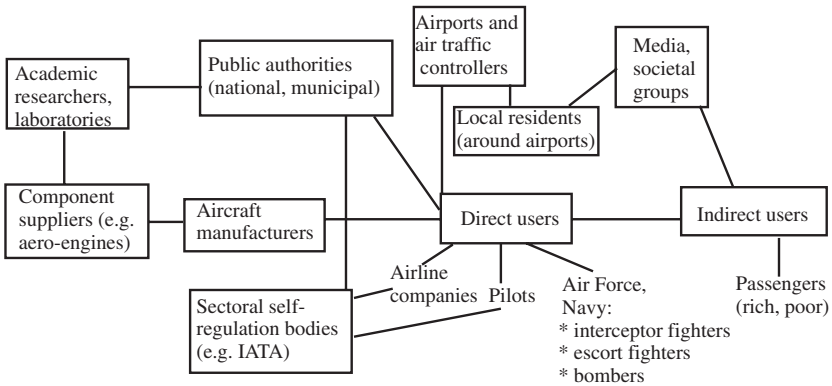 Academic
researchers,
laboratories
Public authorities
(national, municipal)
Airports and
air traffic
controllers
Local residents
(around airports)
Media,
societal
groups
Component
suppliers (e.g.
aero-engines)
Aircraft
manufacturers
Direct users
Indirect users
Sectoral self-
regulation bodies
(e.g. IATA)
Airline
companies
Pilots
Air Force,
Navy:
* interceptor fighters
* escort fighters
* bombers
Passengers
(rich, poor)